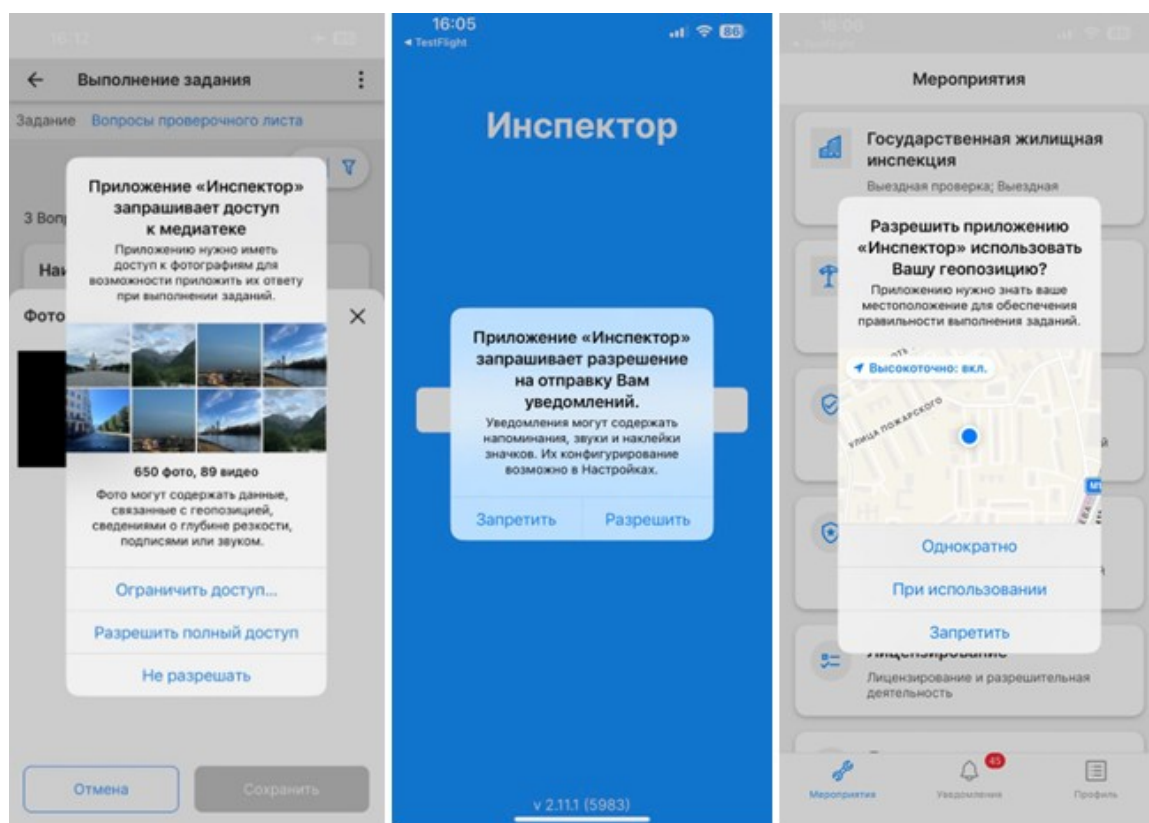 16:12
Выполнение задания
Задание Вопросы проверочного листа
3 Воп
Наи
Фото
Приложение «Инспектор»
запрашивает доступ
к медиатеке
Приложению нужно иметь
доступ к фотографиям для
возможности приложить их ответу
при выполнении заданий.
650 фото, 89 видео
Фото могут содержать данные,
связанные с геопозицией,
сведениями о глубине резкости,
подписями или звуком.
Ограничить доступ...
Разрешить полный доступ
Не разрешать
Отмена
Сохранить
16:05
TestFlight
86
Инспектор
Приложение «Инспектор»
запрашивает разрешение
на отправку Вам
уведомлений.
Уведомления могут содержать
напоминания, звуки и наклейки
значков. Их конфигурирование
возможно в Настройках.
Запретить Разрешить
v 2.11.1 (5983)
Мероприятия
Государственная жилищная
инспекция
Выездная проверка; Выездная
Разрешить приложению
«Инспектор» использовать
Вашу геопозицию?
Приложению нужно знать ваше
местоположение для обеспечения
правильности выполнения заданий.
Высокоточно: вкл.
УЛИЦА ПОЖАРСКОГО
Однократно
При использовании
Запретить
Лицензирование
Лицензирование и разрешительная
деятельность
45
Мероприятия Уведомления Профиль